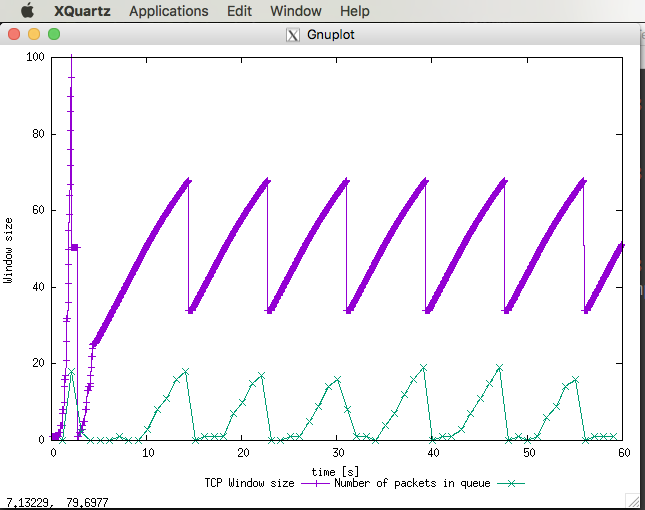 XQuartz Applications Edit Window Help
Gnuplot
100
80
60
40
20
0
Window size
0 10 20 30 40 50 60
time [s]
TCP Window size Number of packets in queue
7.13229, 79.6977